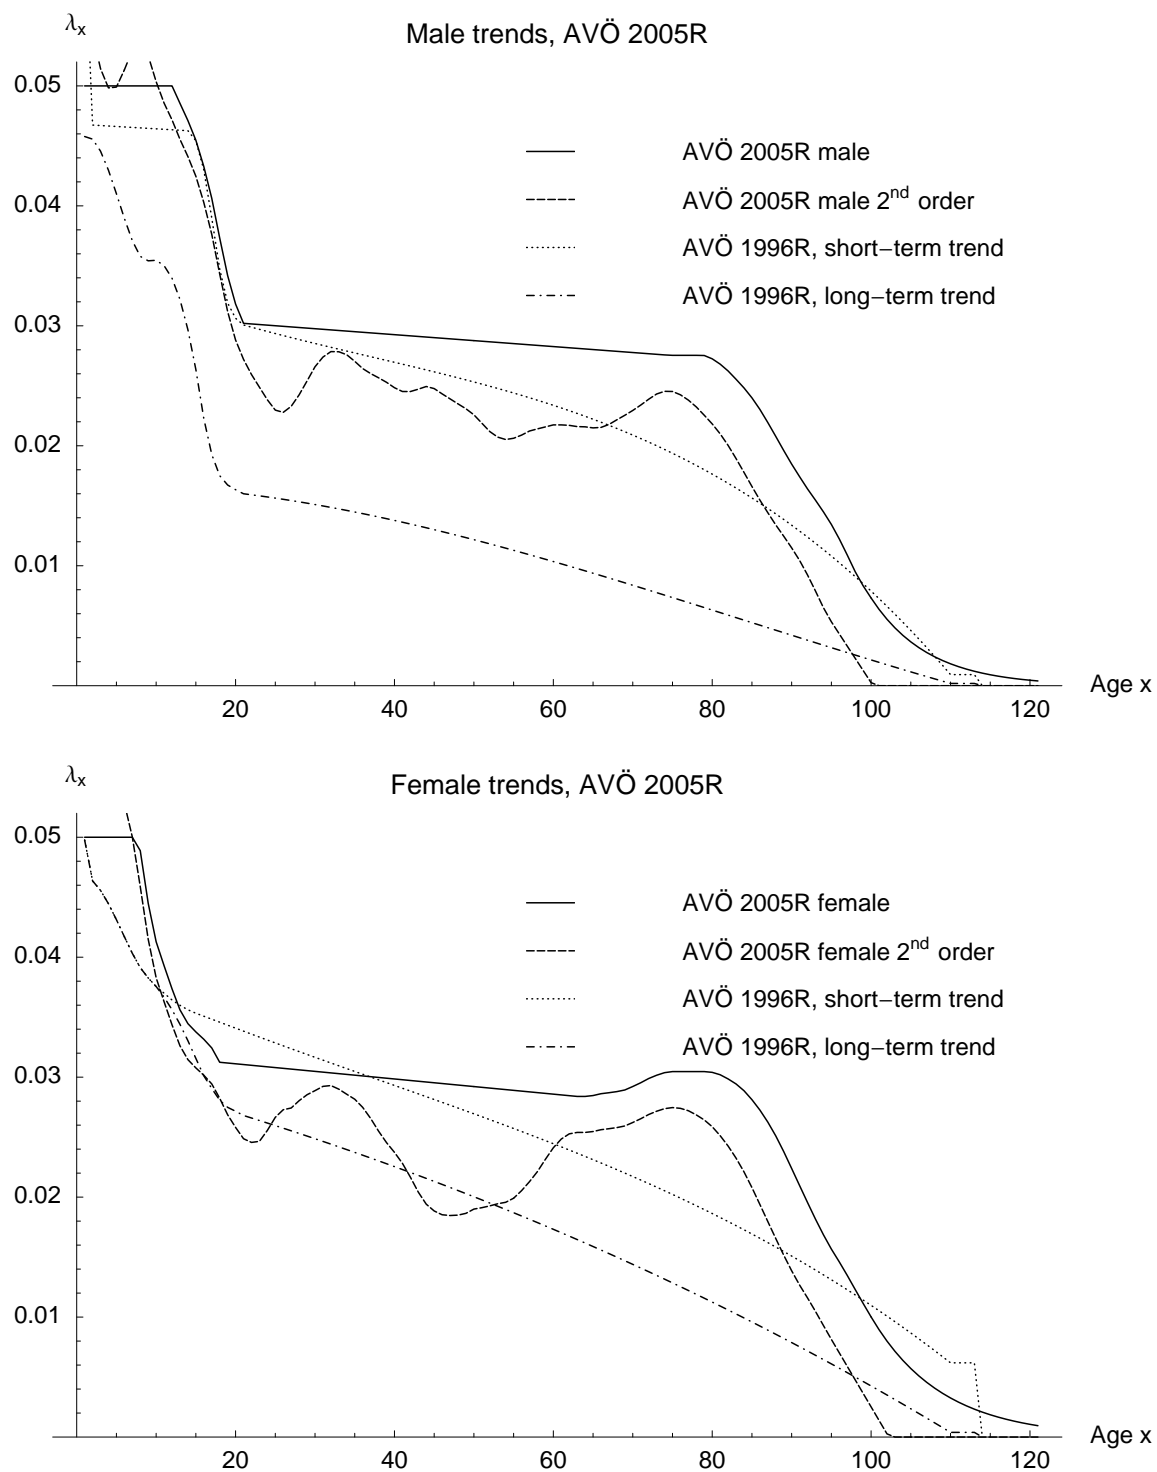 λx
Male trends, AVÖ 2005R
0.05
AVÖ 2005R male
0.04
AVÖ 2005R male 2nd order
AVÖ 1996R, short−term trend
AVÖ 1996R, long−term trend
0.03
0.02
0.01
Age x
20 40 60 80 100 120
λx
Female trends, AVÖ 2005R
0.05
AVÖ 2005R female
0.04
AVÖ 2005R female 2nd order
AVÖ 1996R, short−term trend
AVÖ 1996R, long−term trend
0.03
0.02
0.01
Age x
20 40 60 80 100 120